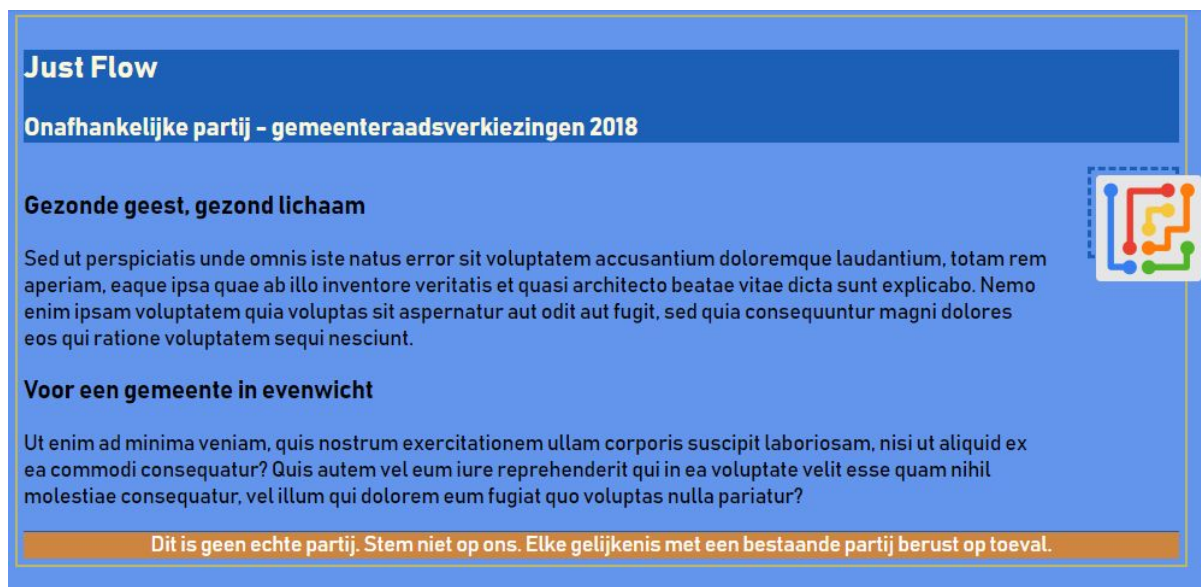 Just Flow
Onafhankelijke partij - gemeenteraadsverkiezingen 2018
Gezonde geest, gezond lichaam
Sed ut perspiciatis unde omnis iste natus error sit voluptatem accusantium doloremque laudantium, totam rem
aperiam, eaque ipsa quae ab illo inventore veritatis et quasi architecto beatae vitae dicta sunt explicabo. Nemo
enim ipsam voluptatem quia voluptas sit aspernatur aut odit aut fugit, sed quia consequuntur magni dolores
eos qui ratione voluptatem sequi nesciunt.
Voor een gemeente in evenwicht
Ut enim ad minima veniam, quis nostrum exercitationem ullam corporis suscipit laboriosam, nisi ut aliquid ex
ea commodi consequatur? Quis autem vel eum iure reprehenderit qui in ea voluptate velit esse quam nihil
molestiae consequatur, vel illum qui dolorem eum fugiat quo voluptas nulla pariatur?
Dit is geen echte partij. Stem niet op ons. Elke gelijkenis met een bestaande partij berust op toeval.